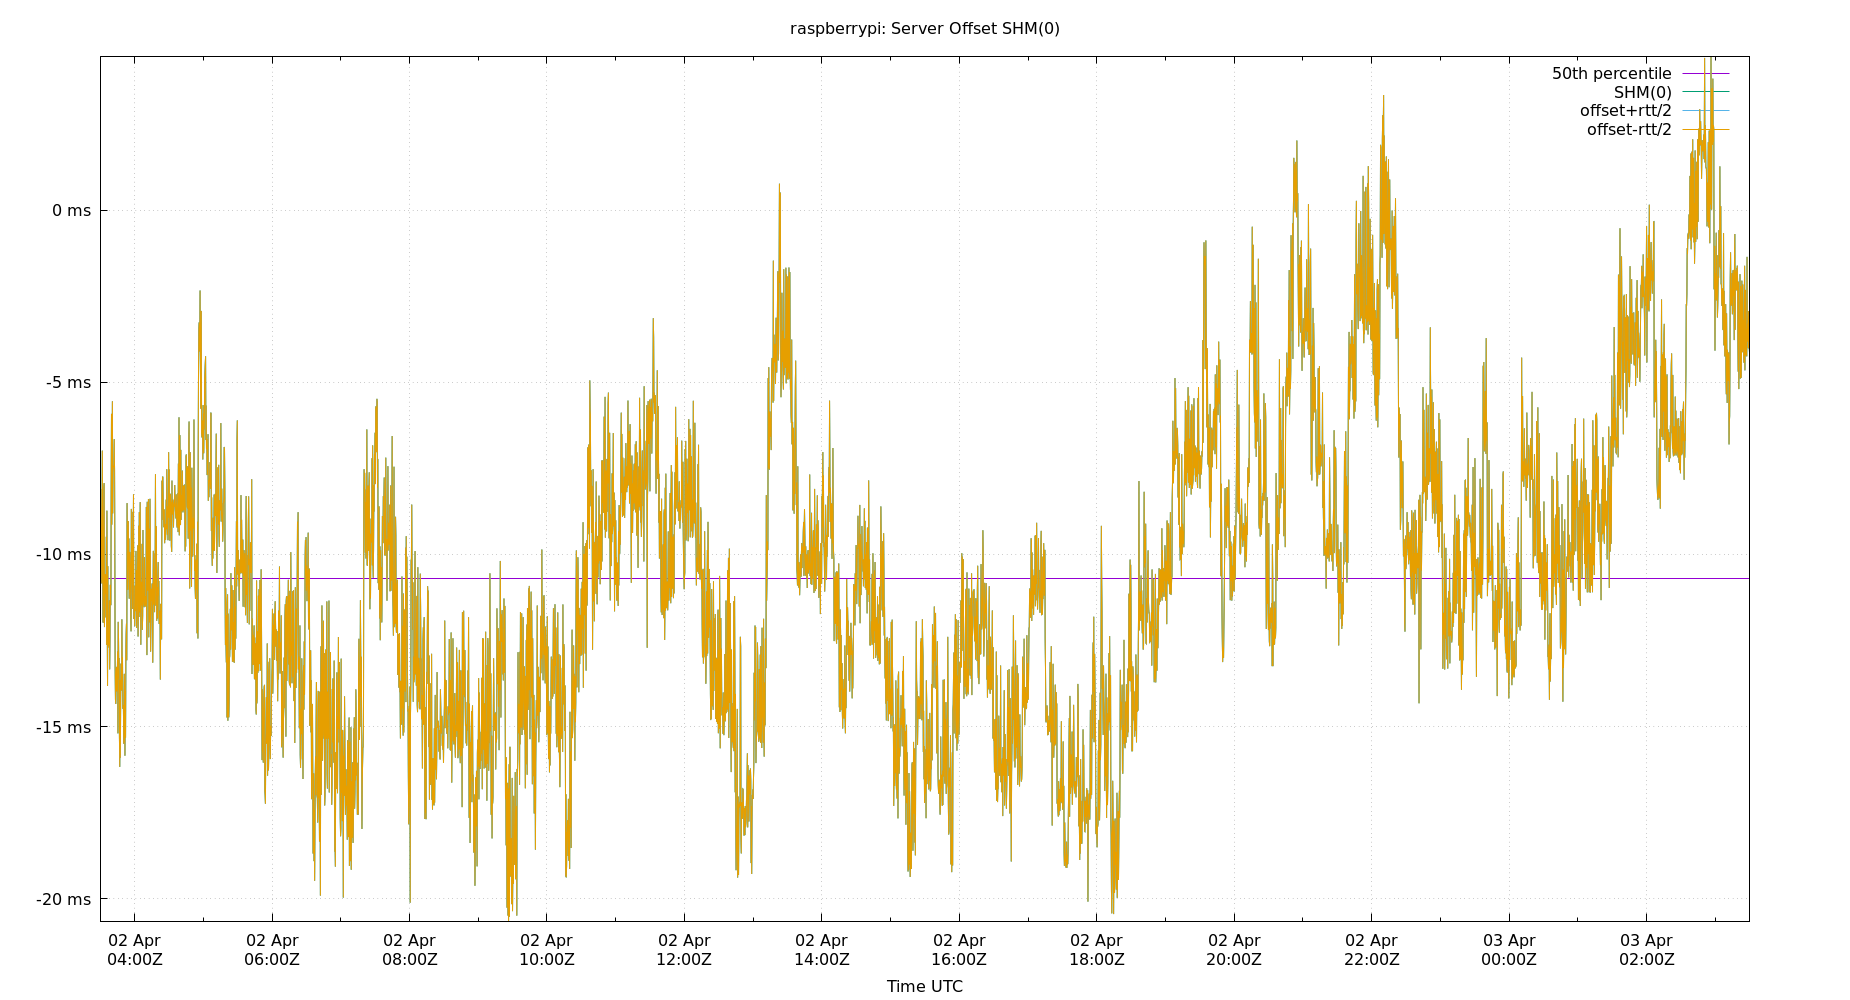 raspberrypi: Server Offset SHM(0)
50th percentile
SHM(0)
offset+rtt/2
offset-rtt/2
0 ms
-5 ms
-10 ms
-15 ms
-20 ms
02 Apr 02 Apr 02 Apr 02 Apr 02 Apr 02 Apr 02 Apr 02 Apr 02 Apr 02 Apr 03 Apr 03 Apr
04:00Z 06:00Z 08:00Z 10:00Z 12:00Z 14:00Z 16:00Z 18:00Z 20:00Z 22:00Z 00:00Z 02:00Z
Time UTC